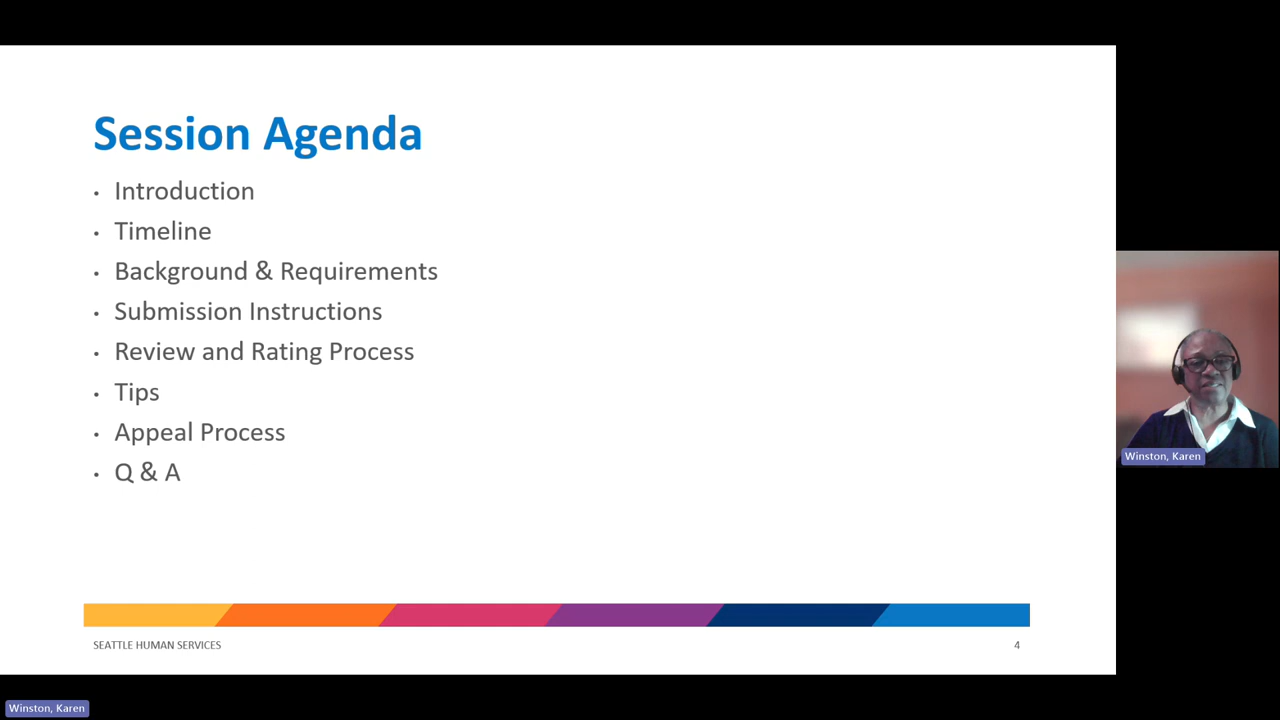 Session Agenda
• Introduction
• Timeline
• Background & Requirements
• Submission Instructions
• Review and Rating Process
• Tips
• Appeal Process
• Q & A
SEATTLE HUMAN SERVICES
4
Winston, Karen
Winston, Karen